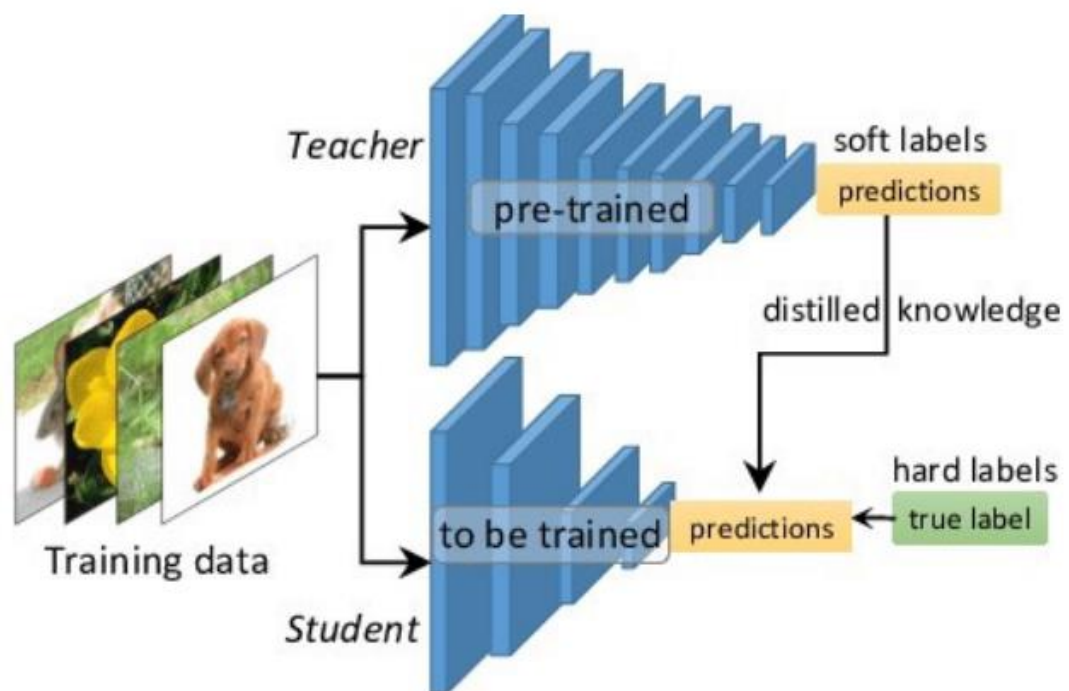 Teacher
soft labels
pre-trained
predictions
distilled knowledge
hard labels
to be trained
predictions
true label
Training data
Student